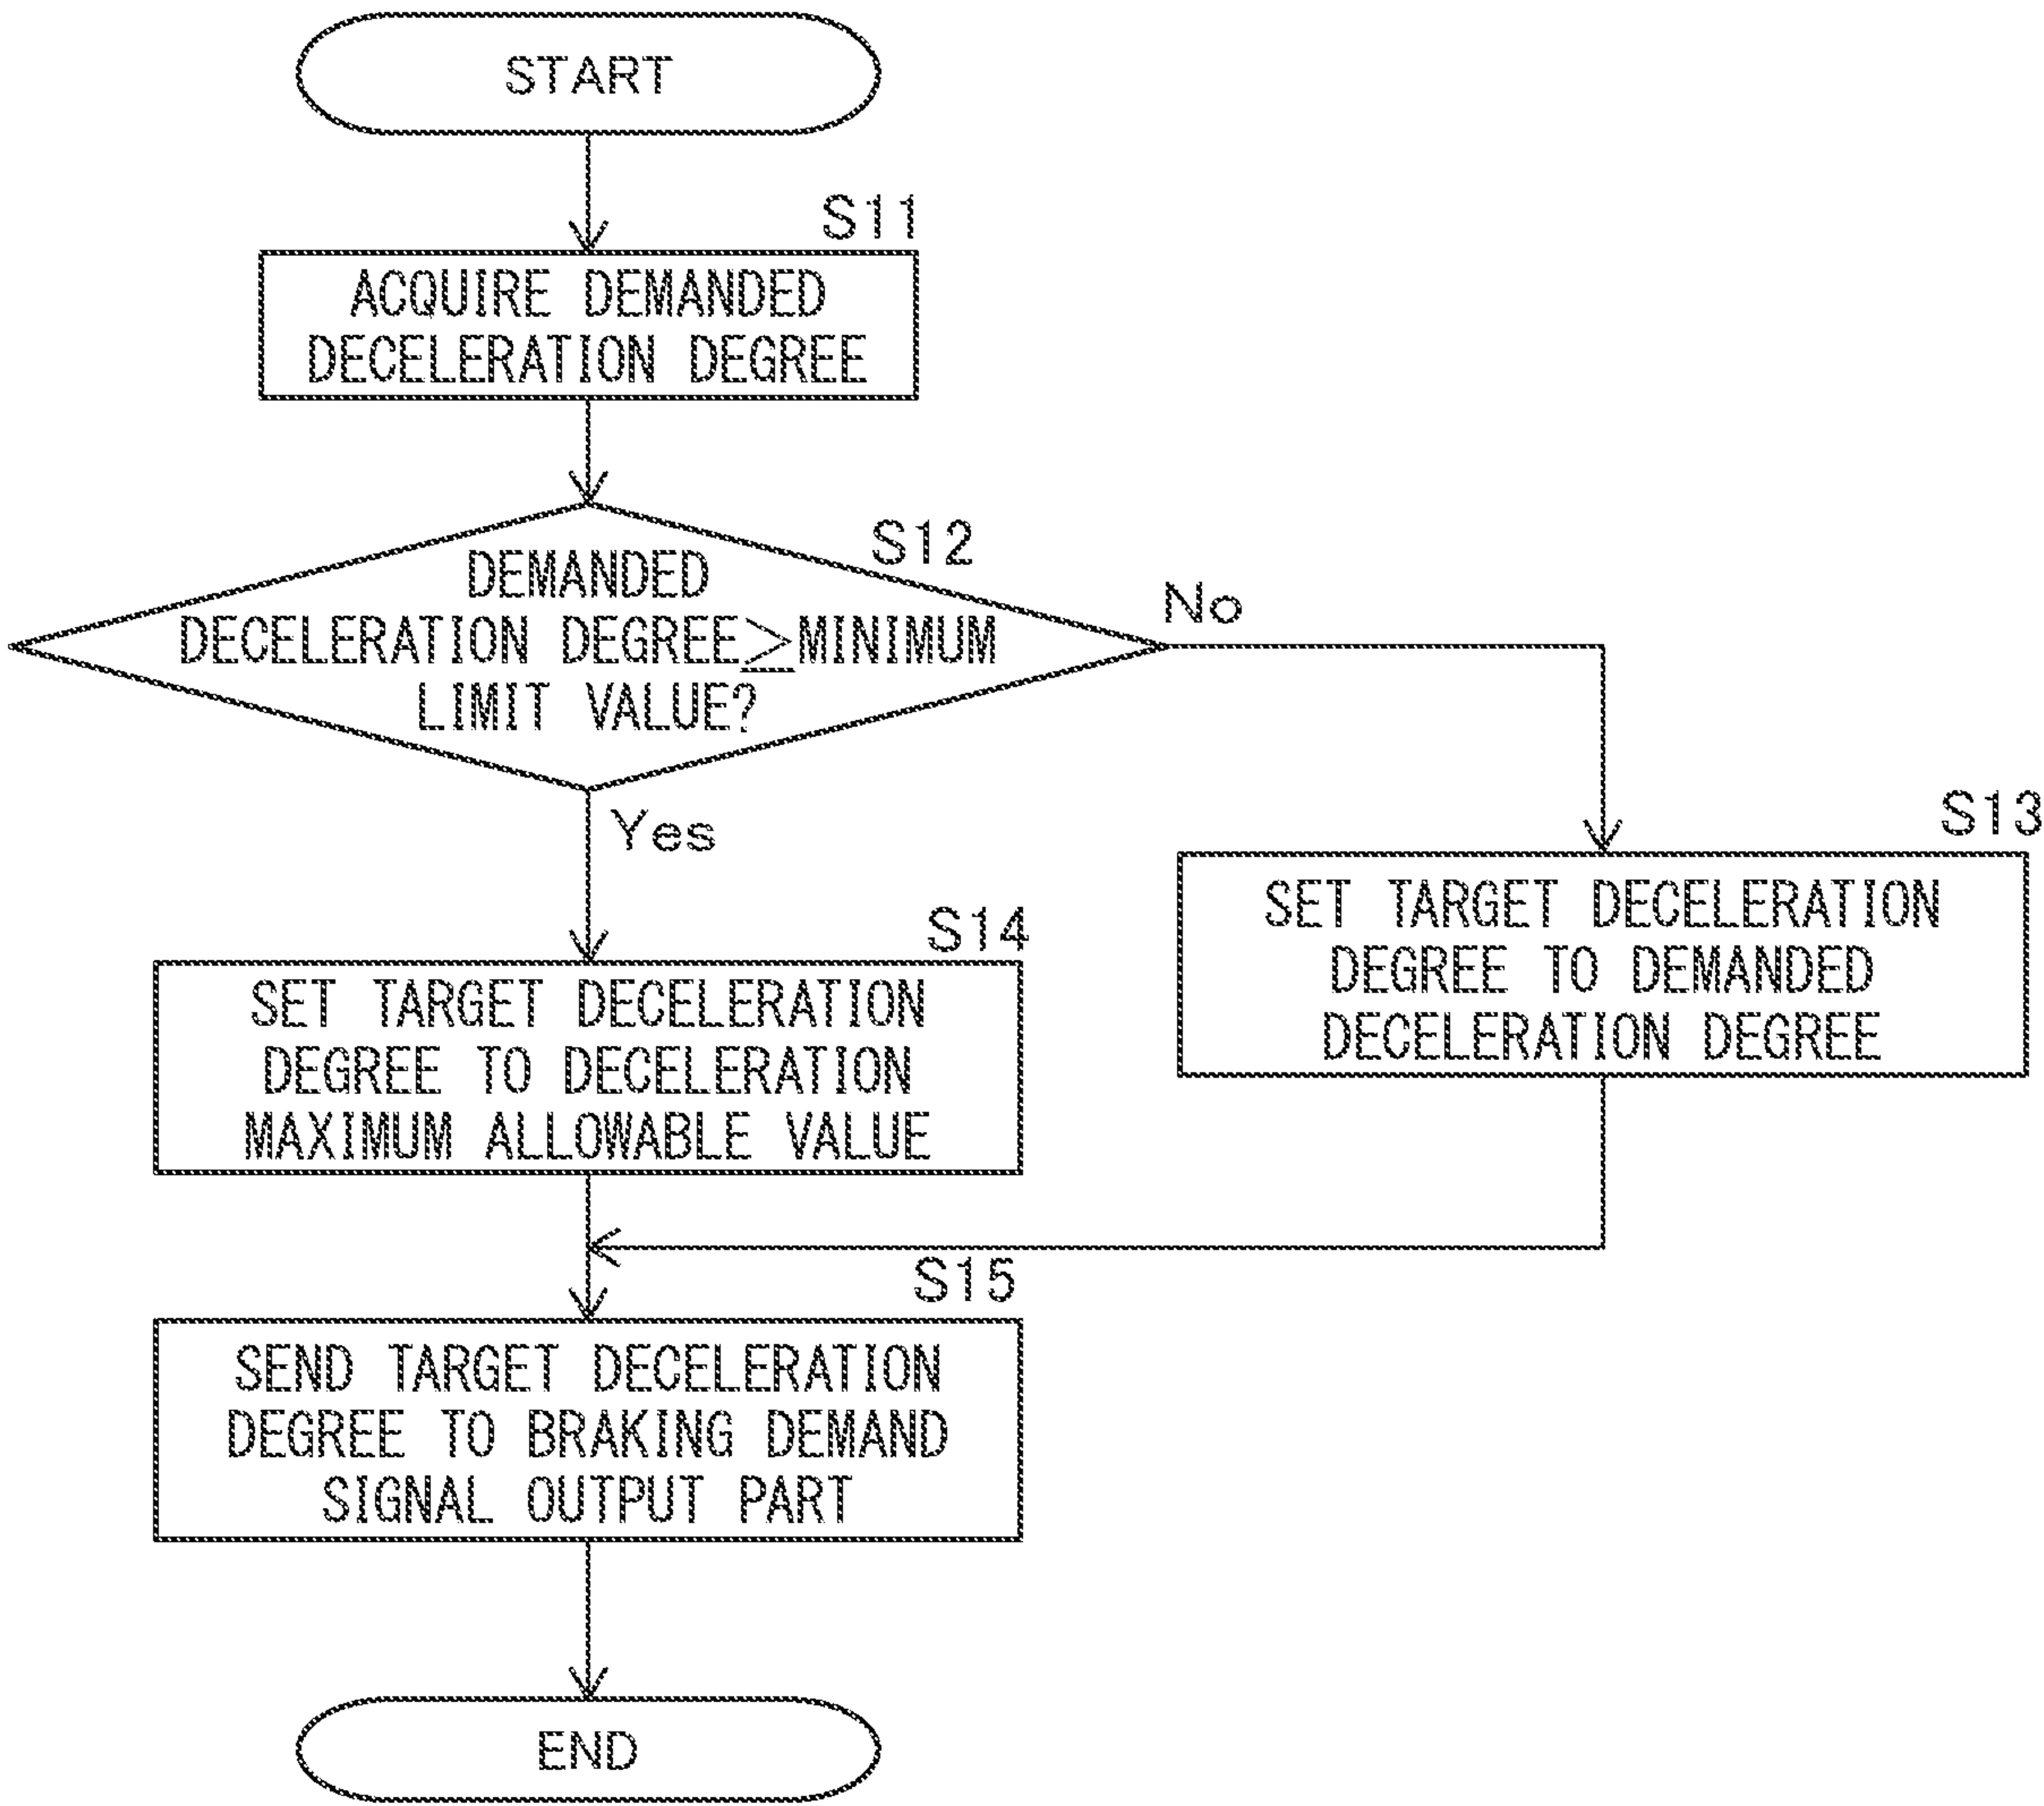 START
S11
ACQUIRE DEMANDED
DECELERATION DEGREE
S12
DEMANDED
DECELERATION DEGREE≥MINIMUM
LIMIT VALUE?
No
Yes
S13
SET TARGET DECELERATION
DEGREE TO DEMANDED
DECELERATION DEGREE
S14
SET TARGET DECELERATION
DEGREE TO DECELERATION
MAXIMUM ALLOWABLE VALUE
S15
SEND TARGET DECELERATION
DEGREE TO BRAKING DEMAND
SIGNAL OUTPUT PART
END